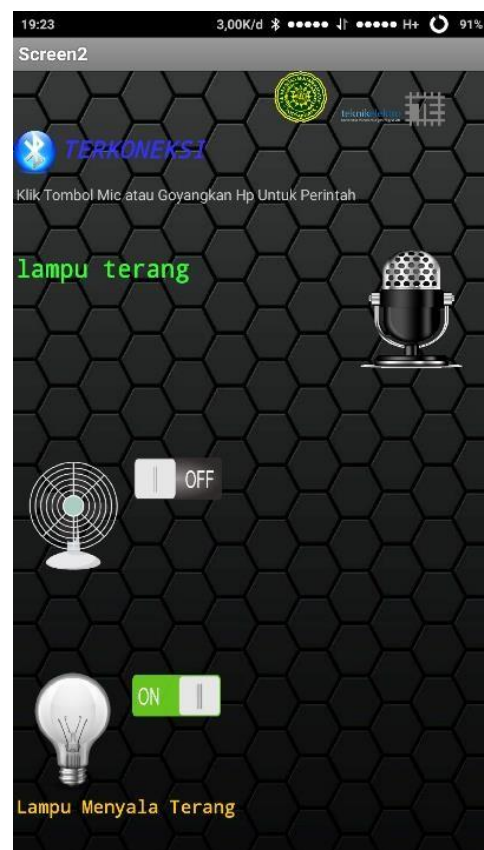 19:23 3,00K/d H+ 91%
Screen2
TERKONEKSI
Klik Tombol Mic atau Goyangkan Hp Untuk Perintah
lampu terang
OFF
ON
Lampu Menyala Terang